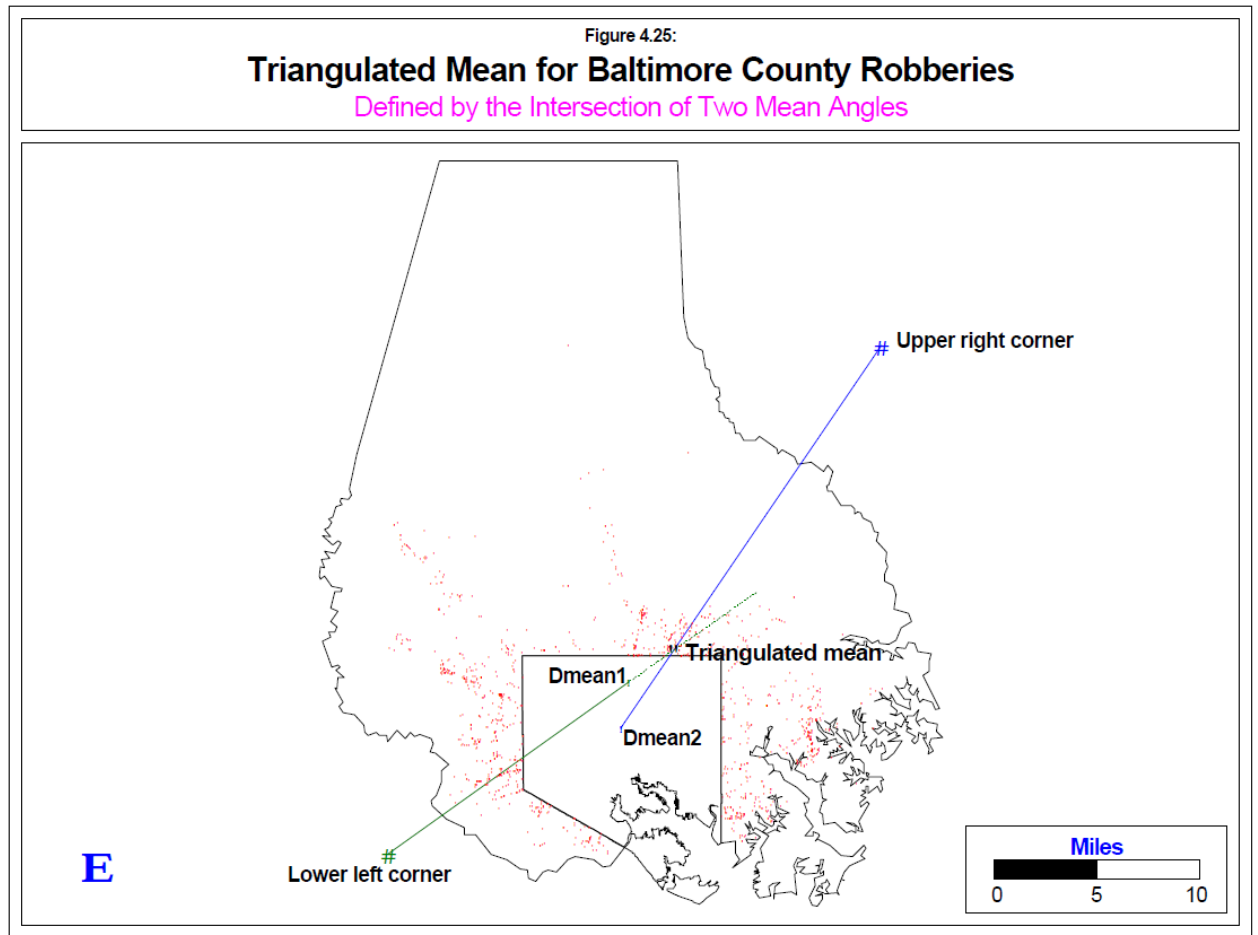 Figure 4.25:
Triangulated Mean for Baltimore County Robberies
Defined by the Intersection of Two Mean Angles
# Upper right corner
Triangulated mean
Dmean1
Dmean2
#
Lower left corner
E
Miles
0 5 10